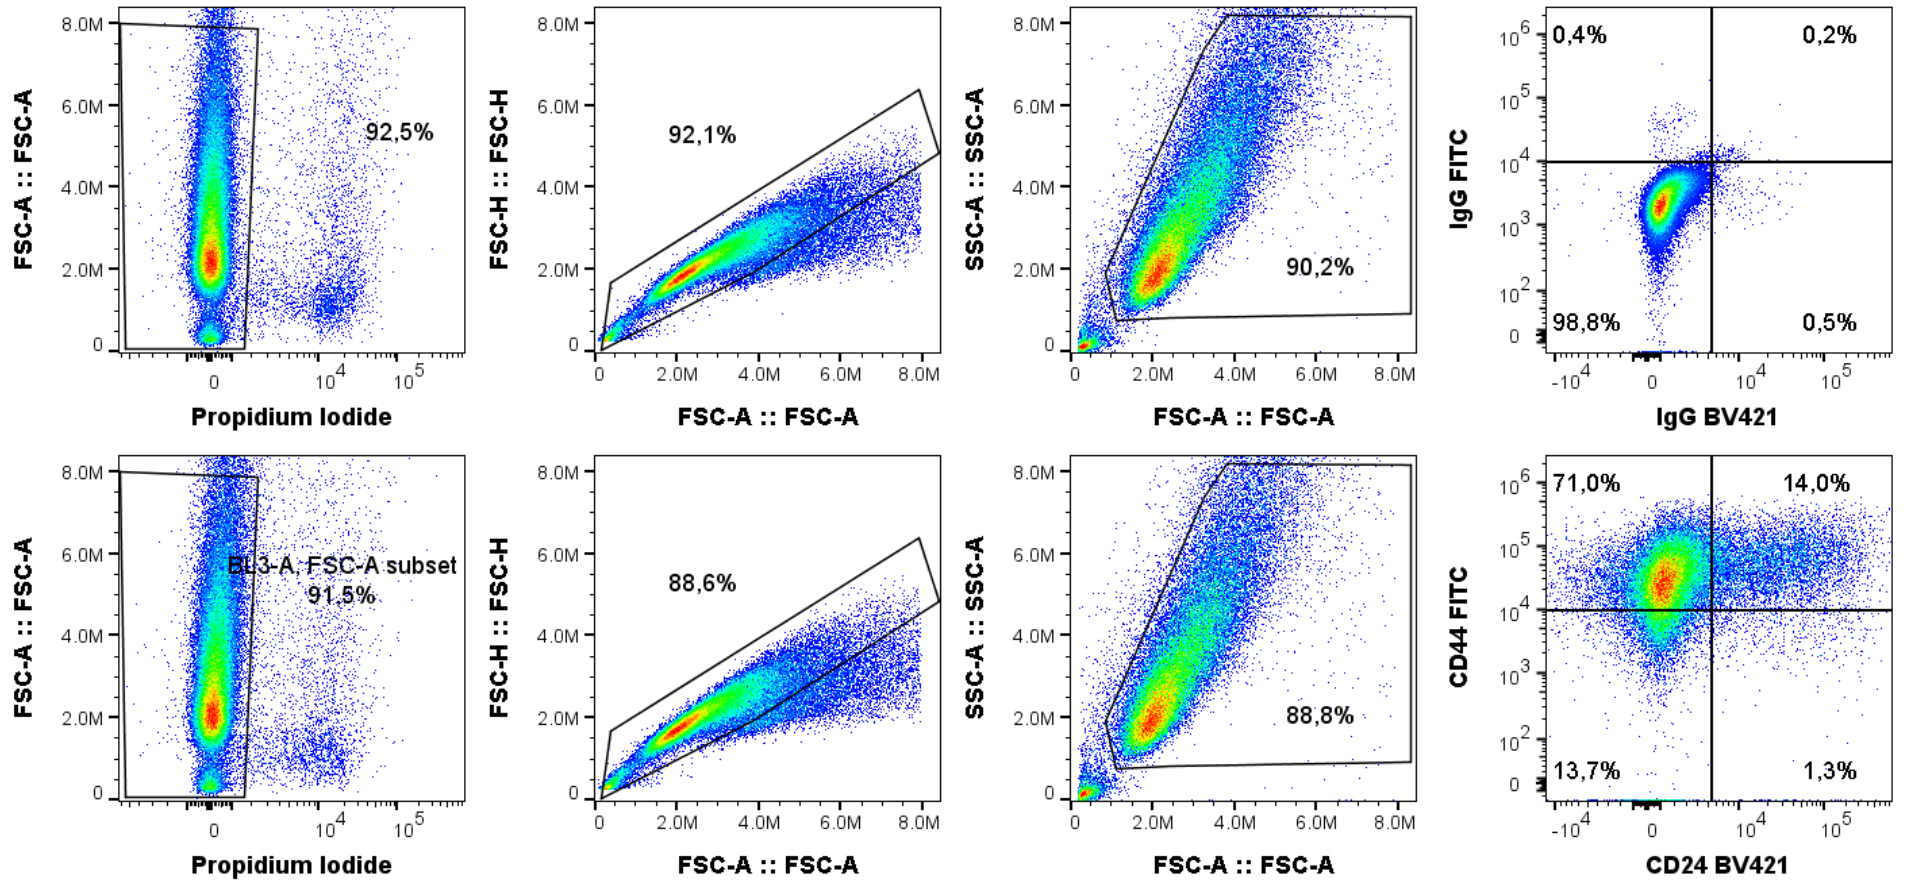 FSC-A :: FSC-A
8.0M
6.0M
4.0M
2.0M
0
92,5%
0
10^4
10^5
Propidium Iodide
FSC-H :: FSC-H
8.0M
6.0M
4.0M
2.0M
0
92,1%
0
2.0M
4.0M
6.0M
8.0M
FSC-A :: FSC-A
SSC-A :: SSC-A
8.0M
6.0M
4.0M
2.0M
0
90,2%
0
2.0M
4.0M
6.0M
8.0M
FSC-A :: FSC-A
IgG FITC
10^6
10^5
10^4
10^3
10^2
0
0,4%
0,2%
98,8%
0,5%
-10^4
0
10^4
10^5
IgG BV421
FSC-A :: FSC-A
8.0M
6.0M
4.0M
2.0M
0
BL3-A, FSC-A subset
91,5%
0
10^4
10^5
Propidium Iodide
FSC-H :: FSC-H
8.0M
6.0M
4.0M
2.0M
0
88,6%
0
2.0M
4.0M
6.0M
8.0M
FSC-A :: FSC-A
SSC-A :: SSC-A
8.0M
6.0M
4.0M
2.0M
0
88,8%
0
2.0M
4.0M
6.0M
8.0M
FSC-A :: FSC-A
CD44 FITC
10^6
10^5
10^4
10^3
10^2
0
71,0%
14,0%
13,7%
1,3%
-10^4
0
10^4
10^5
CD24 BV421